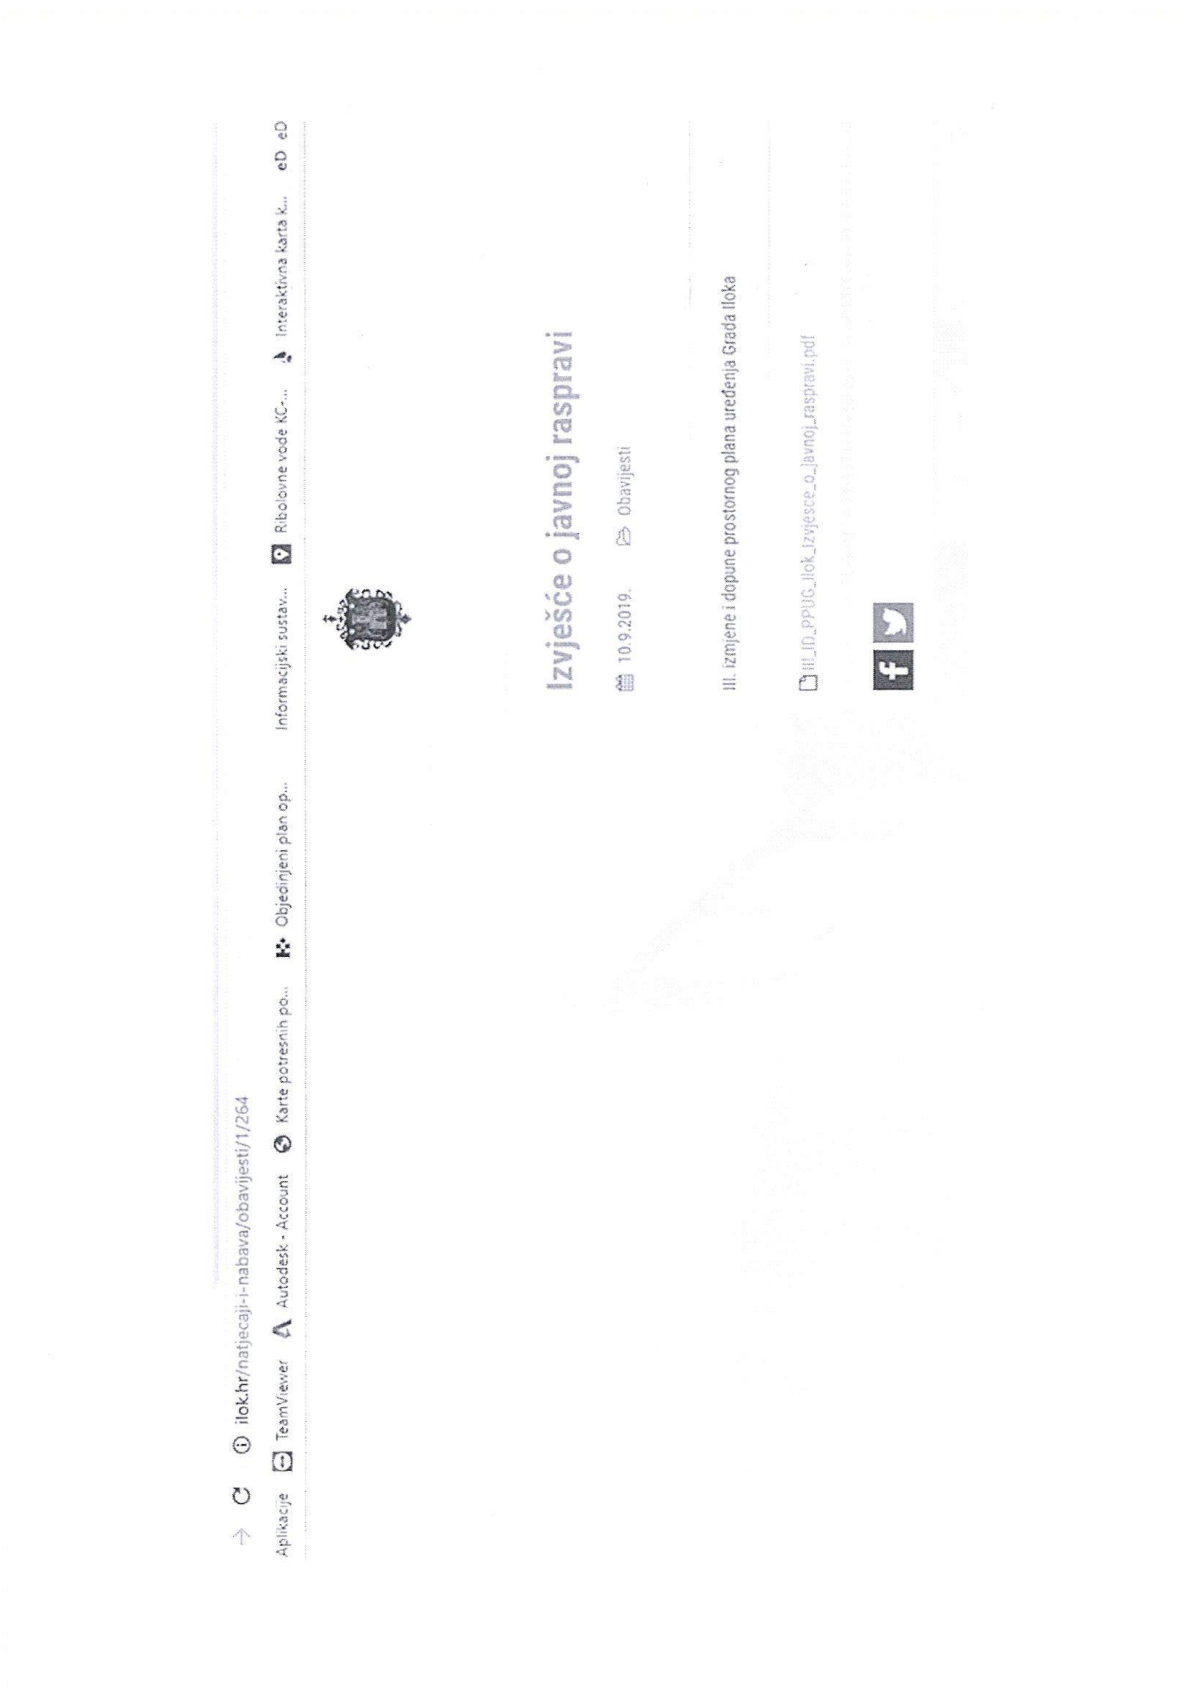 ilok.hr/natjecaji-i-nabava/obavijesti/1/264
Aplikacije TeamViewer Autodesk - Account Karte potresnih po... Objedinjeni plan op... Informacijski sustav... Ribolovne vode KC-... Interaktivna karta k... eD eD
Izvješće o javnoj raspravi
10.9.2019. Obavijesti
III. izmjene i dopune prostornog plana uređenja Grada Iloka
III_ID_PPUG_Ilok_Izvjesce_o_javnoj_raspravi.pdf